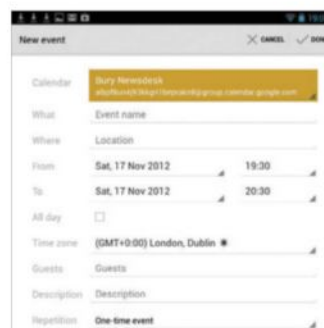 New event CANCEL DONE
Calendar Bury Newsdesk
What Event name
Where Location
From Sat, 17 Nov 2012 19:30
To Sat, 17 Nov 2012 20:30
All day
Time zone (GMT+0:00) London, Dublin
Guests Guests
Description Description
Repetition One-time event